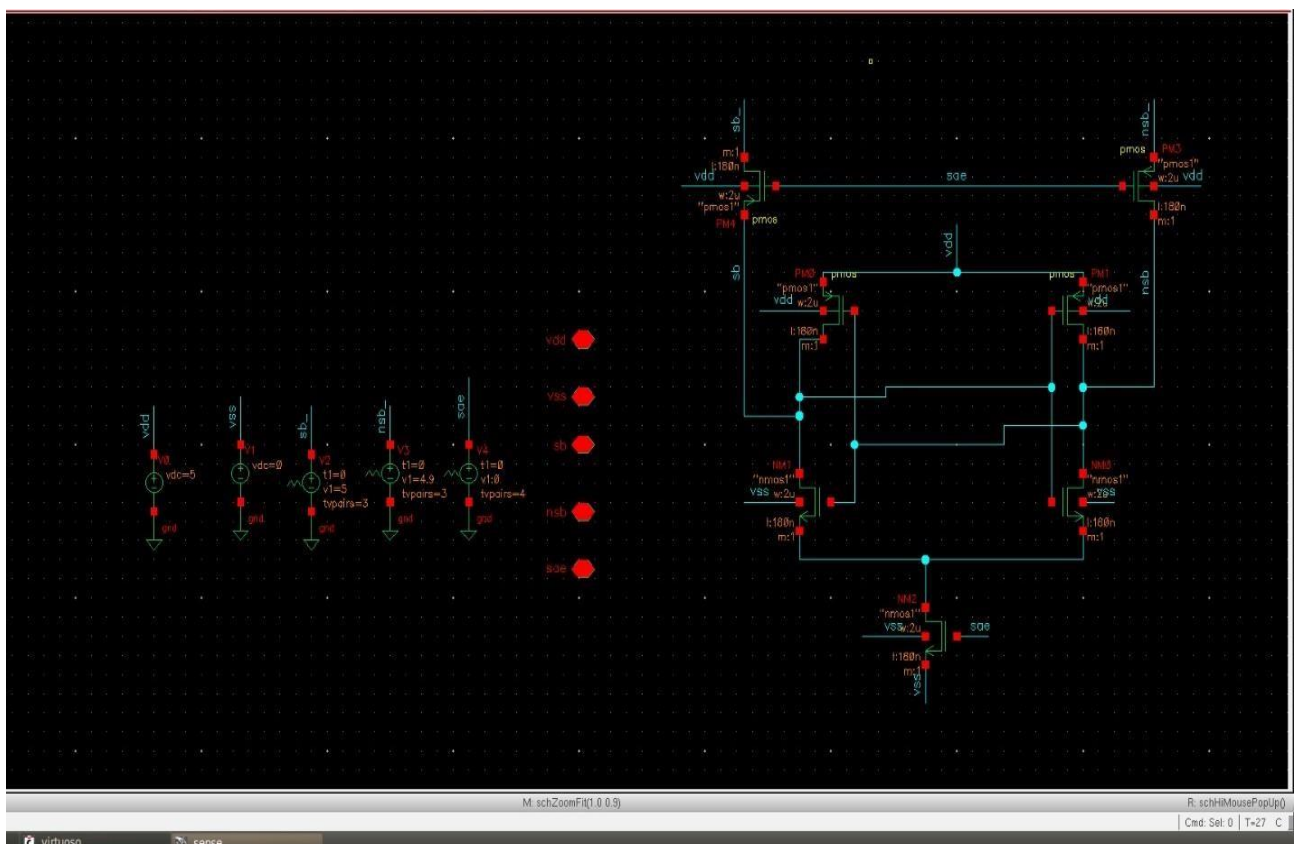 sb_
m:1
l:180n
vdd
w:2u
"pmos1"
PM4
pmos
sae
nsb_
pmos
PM3
"pmos1"
w:2u
vdd
l:180n
m:1
sb
nsb
vdd
PM0
pmos
"pmos1"
vdd
w:2u
l:180n
m:1
pmos
PM1
"pmos1"
vdd
w:2u
l:180n
m:1
vdd
vss
sb
nsb
sae
vdd
V0
vdc=5
gnd
vss
V1
vdc=0
gnd
sb_
V2
t1=0
v1=5
tvpairs=3
gnd
nsb_
V3
t1=0
v1=4.9
tvpairs=3
gnd
sae
V4
t1=0
v1:0
tvpairs=4
gnd
NM1
"nmos1"
vss
w:2u
l:180n
m:1
NM0
"nmos1"
w:2u
vss
l:180n
m:1
NM2
"nmos1"
vss
w:2u
sae
l:180n
m:1
vss
M: schZoomFit(1.0 0.9)
R: schHiMousePopUp()
Cmd: Sel: 0
T=27 C
virtuoso
sense